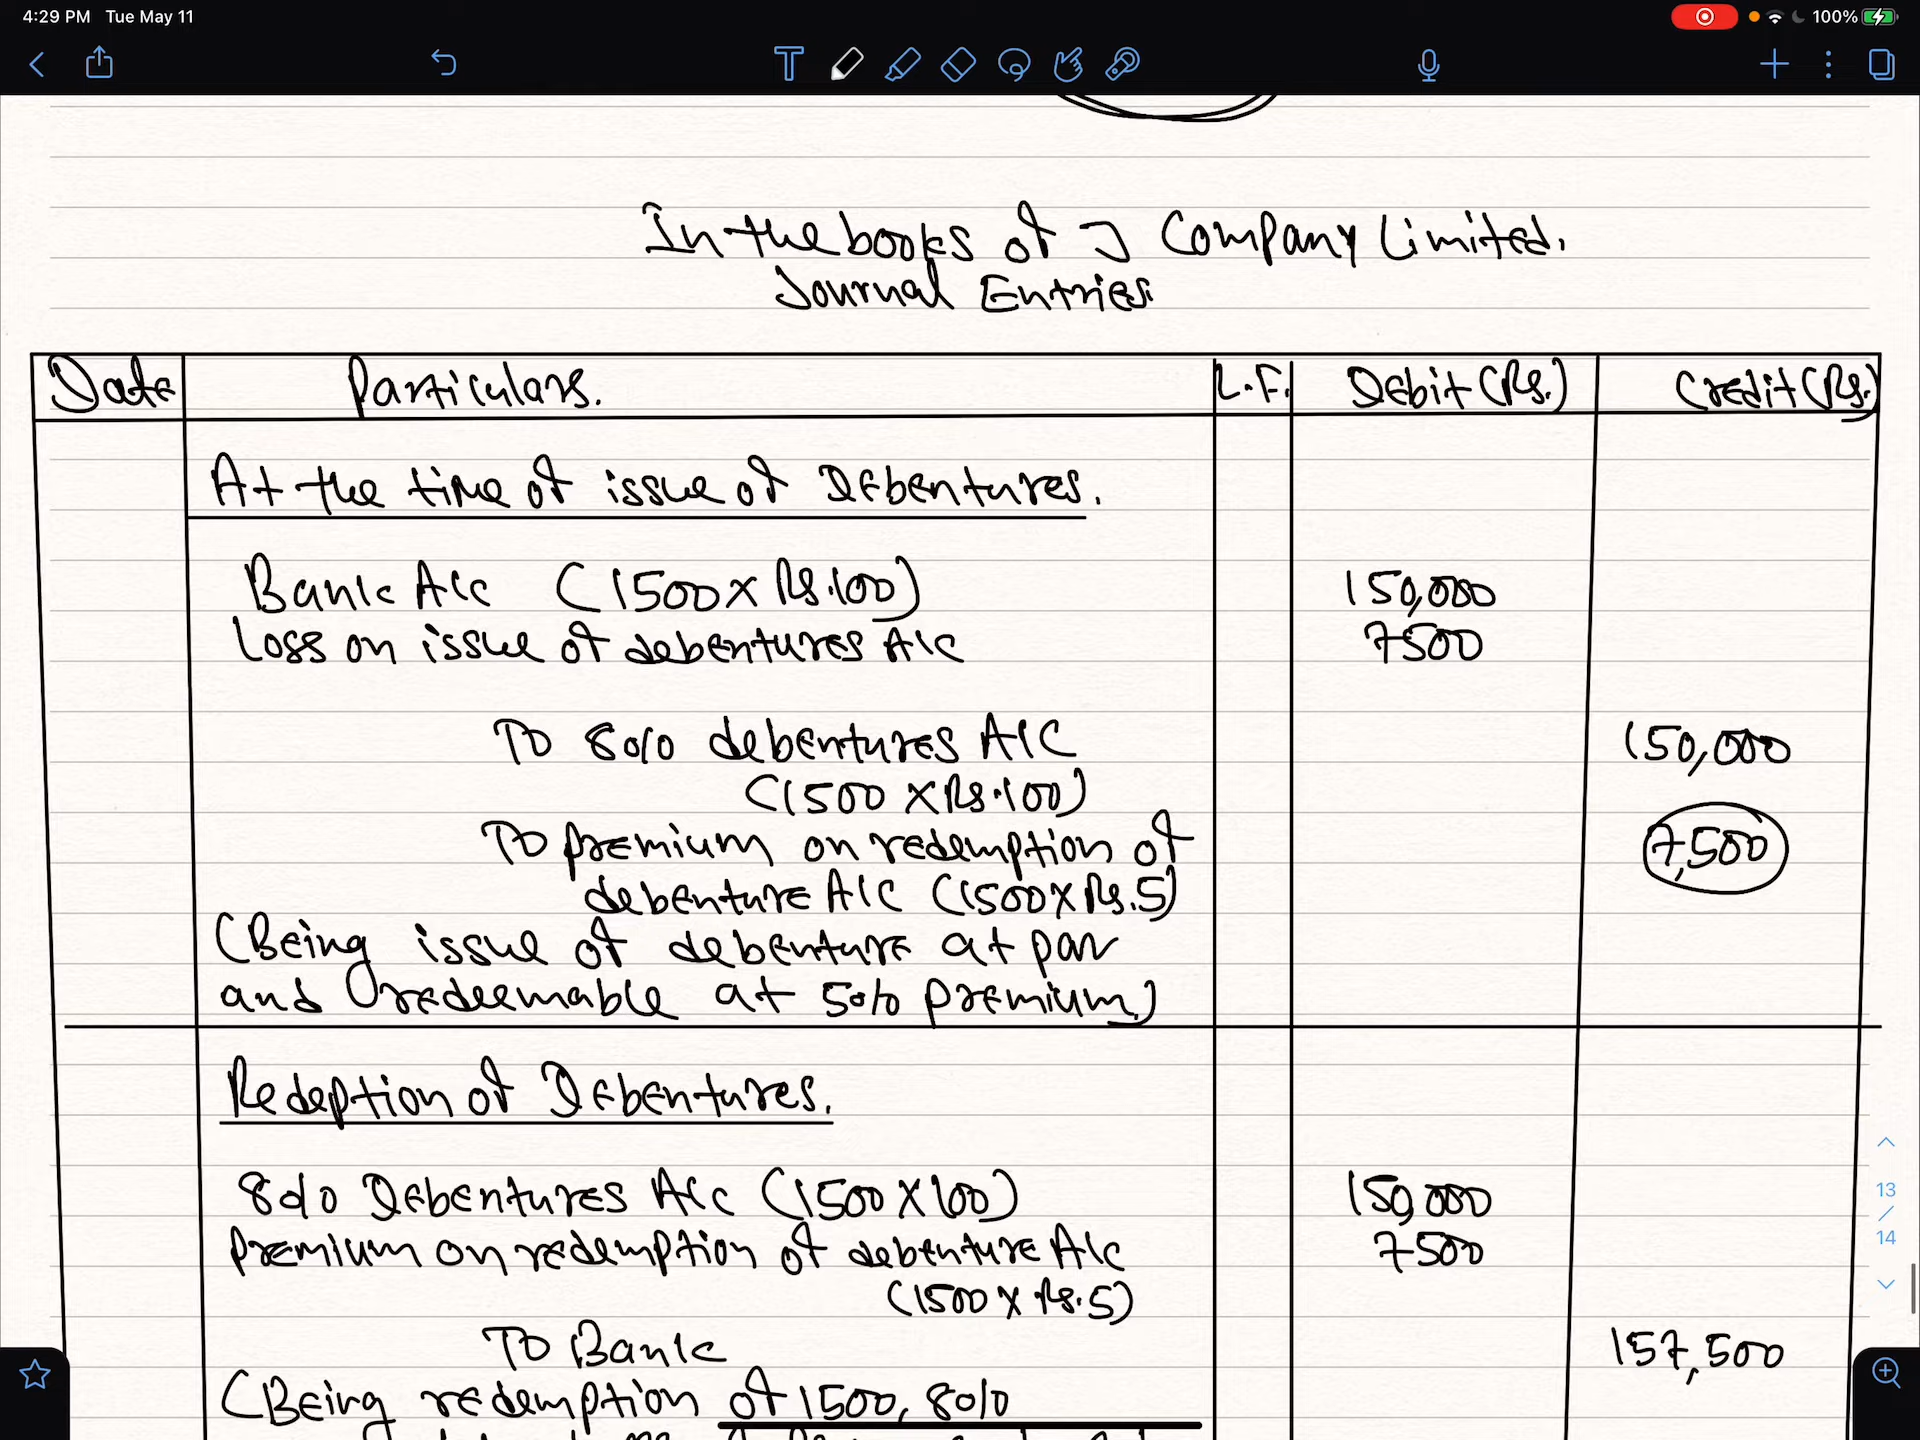 4:29 PM Tue May 11
100%
T
In the books of J Company Limited.
Journal Entries
Date Particulars. L.F. Debit (Rs.) Credit (Rs.)
At the time of issue of Debentures.
Bank A/c (1500 x Rs.100) 150,000
Loss on issue of debentures A/c 7500
To 8% debentures A/C 150,000
(1500 x Rs.100)
To premium on redemption of 7,500
debenture A/C (1500 x Rs.5)
(Being issue of debenture at par
and redeemable at 5% premium.)
Redeption of Debentures.
8% Debentures A/c (1500 x 100) 150,000
Premium on redemption of debenture A/c 7500
(1500 x Rs.5)
To Bank 157,500
(Being redemption of 1500, 8%
13
/
14